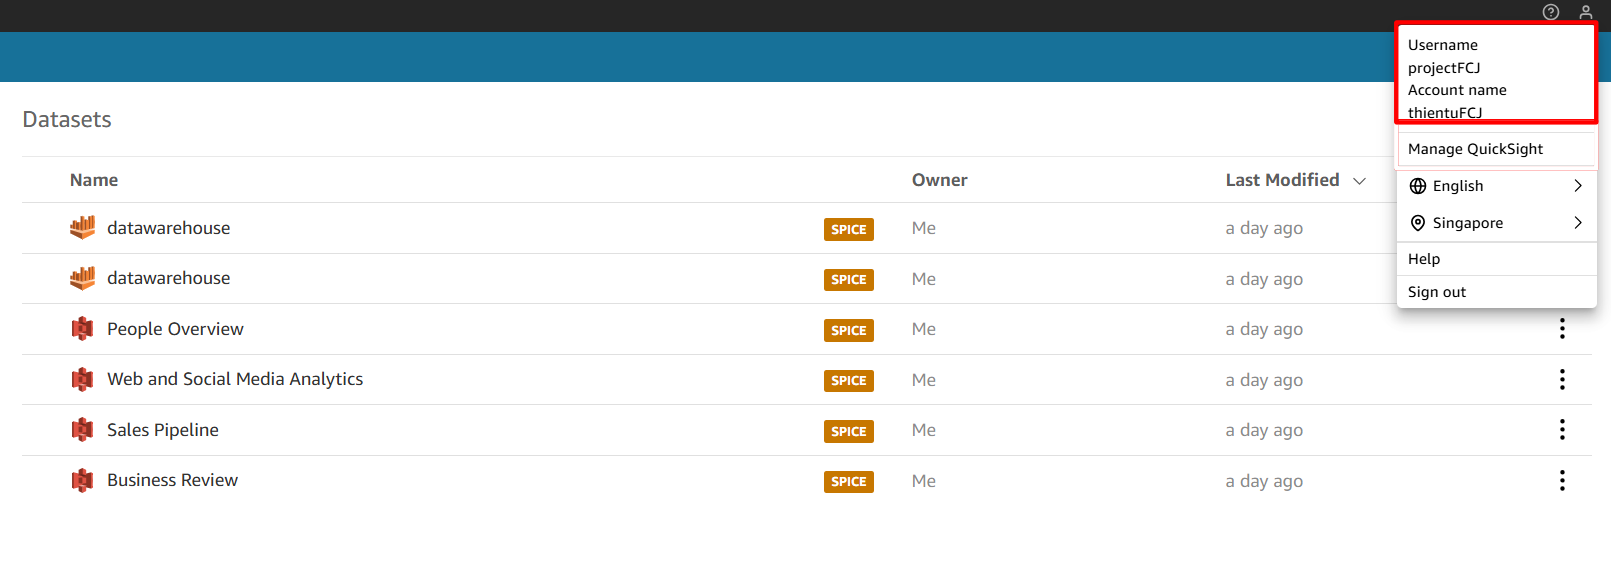 Username
projectFCJ
Account name
thientuFCJ
Manage QuickSight
English
Singapore
Help
Sign out
Datasets
Name Owner Last Modified
datawarehouse SPICE Me a day ago
datawarehouse SPICE Me a day ago
People Overview SPICE Me a day ago
Web and Social Media Analytics SPICE Me a day ago
Sales Pipeline SPICE Me a day ago
Business Review SPICE Me a day ago